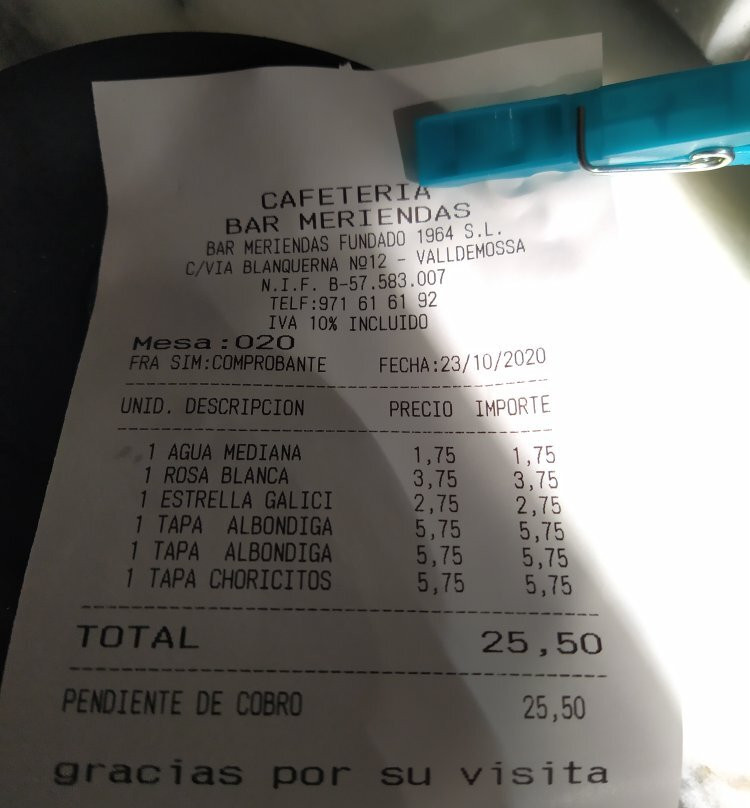 CAFETERIA
BAR MERIENDAS
BAR MERIENDAS FUNDADO 1964 S.L.
C/VIA BLANQUERNA Nº12 - VALLDEMOSSA
N.I.F. B-57.583.007
TELF:971 61 61 92
IVA 10% INCLUIDO
Mesa:020
FRA SIM:COMPROBANTE FECHA:23/10/2020
UNID. DESCRIPCION PRECIO IMPORTE
1 AGUA MEDIANA 1,75 1,75
1 ROSA BLANCA 3,75 3,75
1 ESTRELLA GALICI 2,75 2,75
1 TAPA ALBONDIGA 5,75 5,75
1 TAPA ALBONDIGA 5,75 5,75
1 TAPA CHORICITOS 5,75 5,75
TOTAL 25,50
PENDIENTE DE COBRO 25,50
gracias por su visita